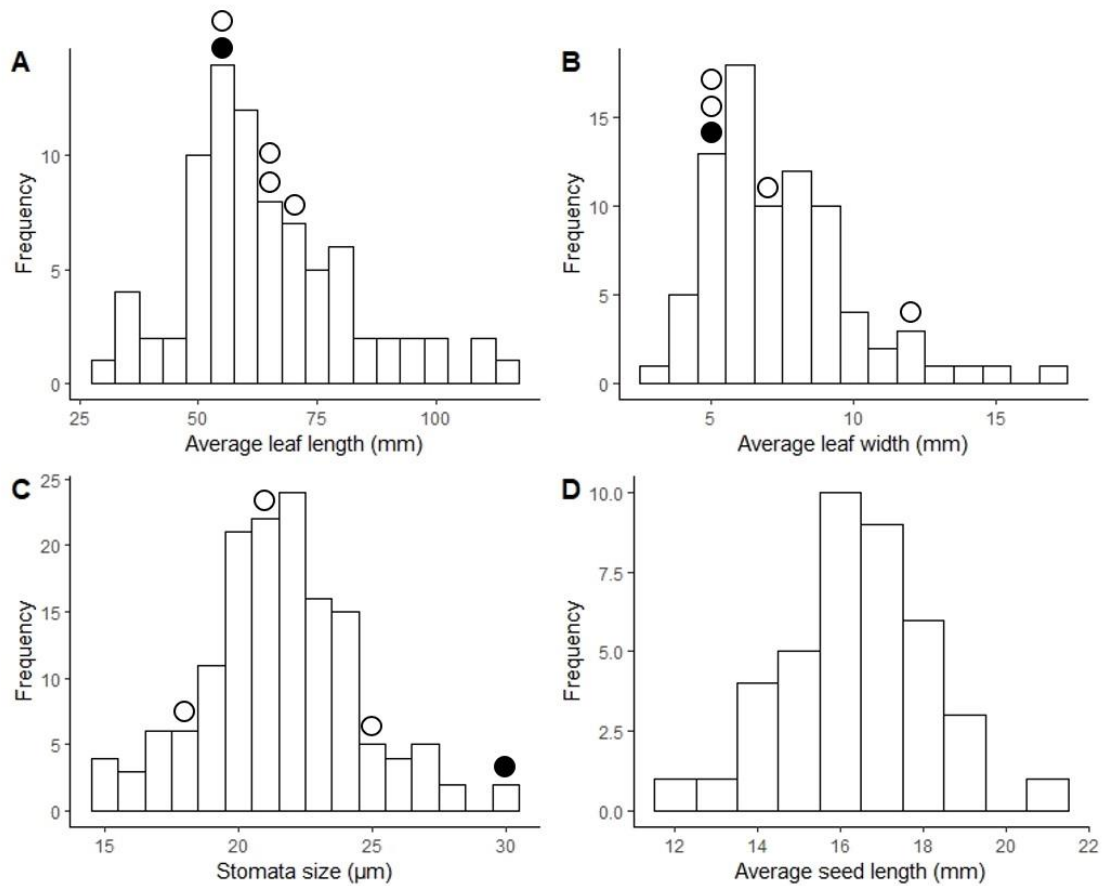 A
Frequency
10
5
0
25
50
75
100
Average leaf length (mm)
B
Frequency
15
10
5
0
5
10
15
Average leaf width (mm)
C
Frequency
25
20
15
10
5
0
15
20
25
30
Stomata size (µm)
D
Frequency
10.0
7.5
5.0
2.5
0.0
12
14
16
18
20
22
Average seed length (mm)